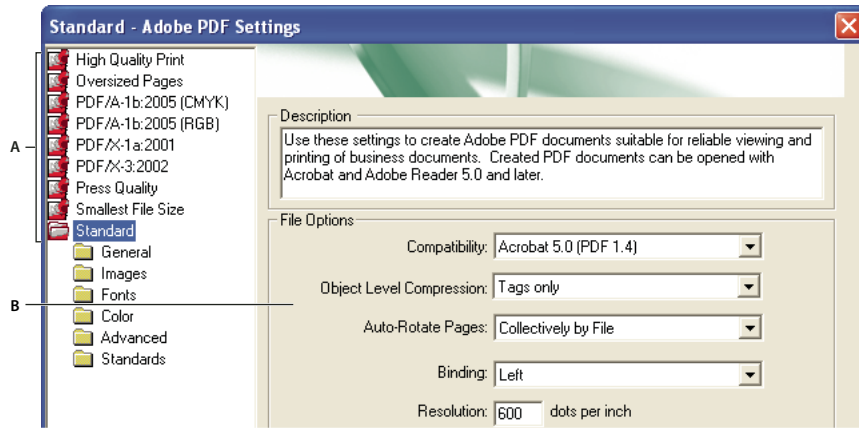 Standard - Adobe PDF Settings
High Quality Print
Oversized Pages
PDF/A-1b:2005 (CMYK)
PDF/A-1b:2005 (RGB)
PDF/X-1a:2001
PDF/X-3:2002
Press Quality
Smallest File Size
Standard
General
Images
Fonts
Color
Advanced
Standards
A
B
Description
Use these settings to create Adobe PDF documents suitable for reliable viewing and
printing of business documents.  Created PDF documents can be opened with
Acrobat and Adobe Reader 5.0 and later.
File Options
Compatibility: Acrobat 5.0 (PDF 1.4)
Object Level Compression: Tags only
Auto-Rotate Pages: Collectively by File
Binding: Left
Resolution: 600 dots per inch